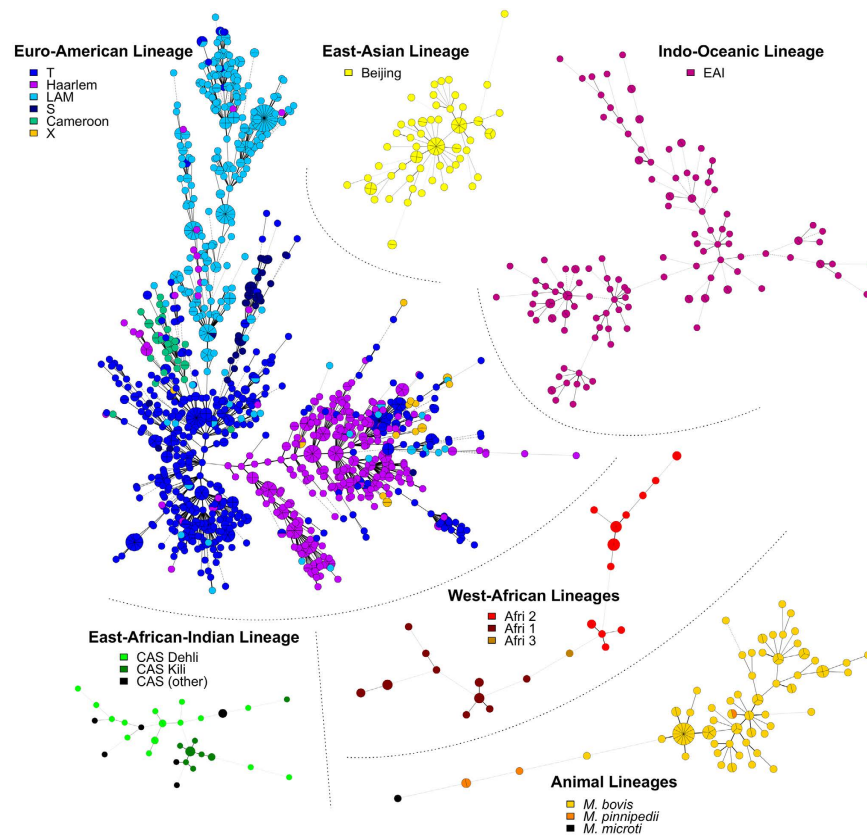 Euro-American Lineage
T
Haarlem
LAM
S
Cameroon
X
East-Asian Lineage
Beijing
Indo-Oceanic Lineage
EAI
West-African Lineages
Afri 2
Afri 1
Afri 3
East-African-Indian Lineage
CAS Dehli
CAS Kili
CAS (other)
Animal Lineages
M. bovis
M. pinnipedii
M. microti